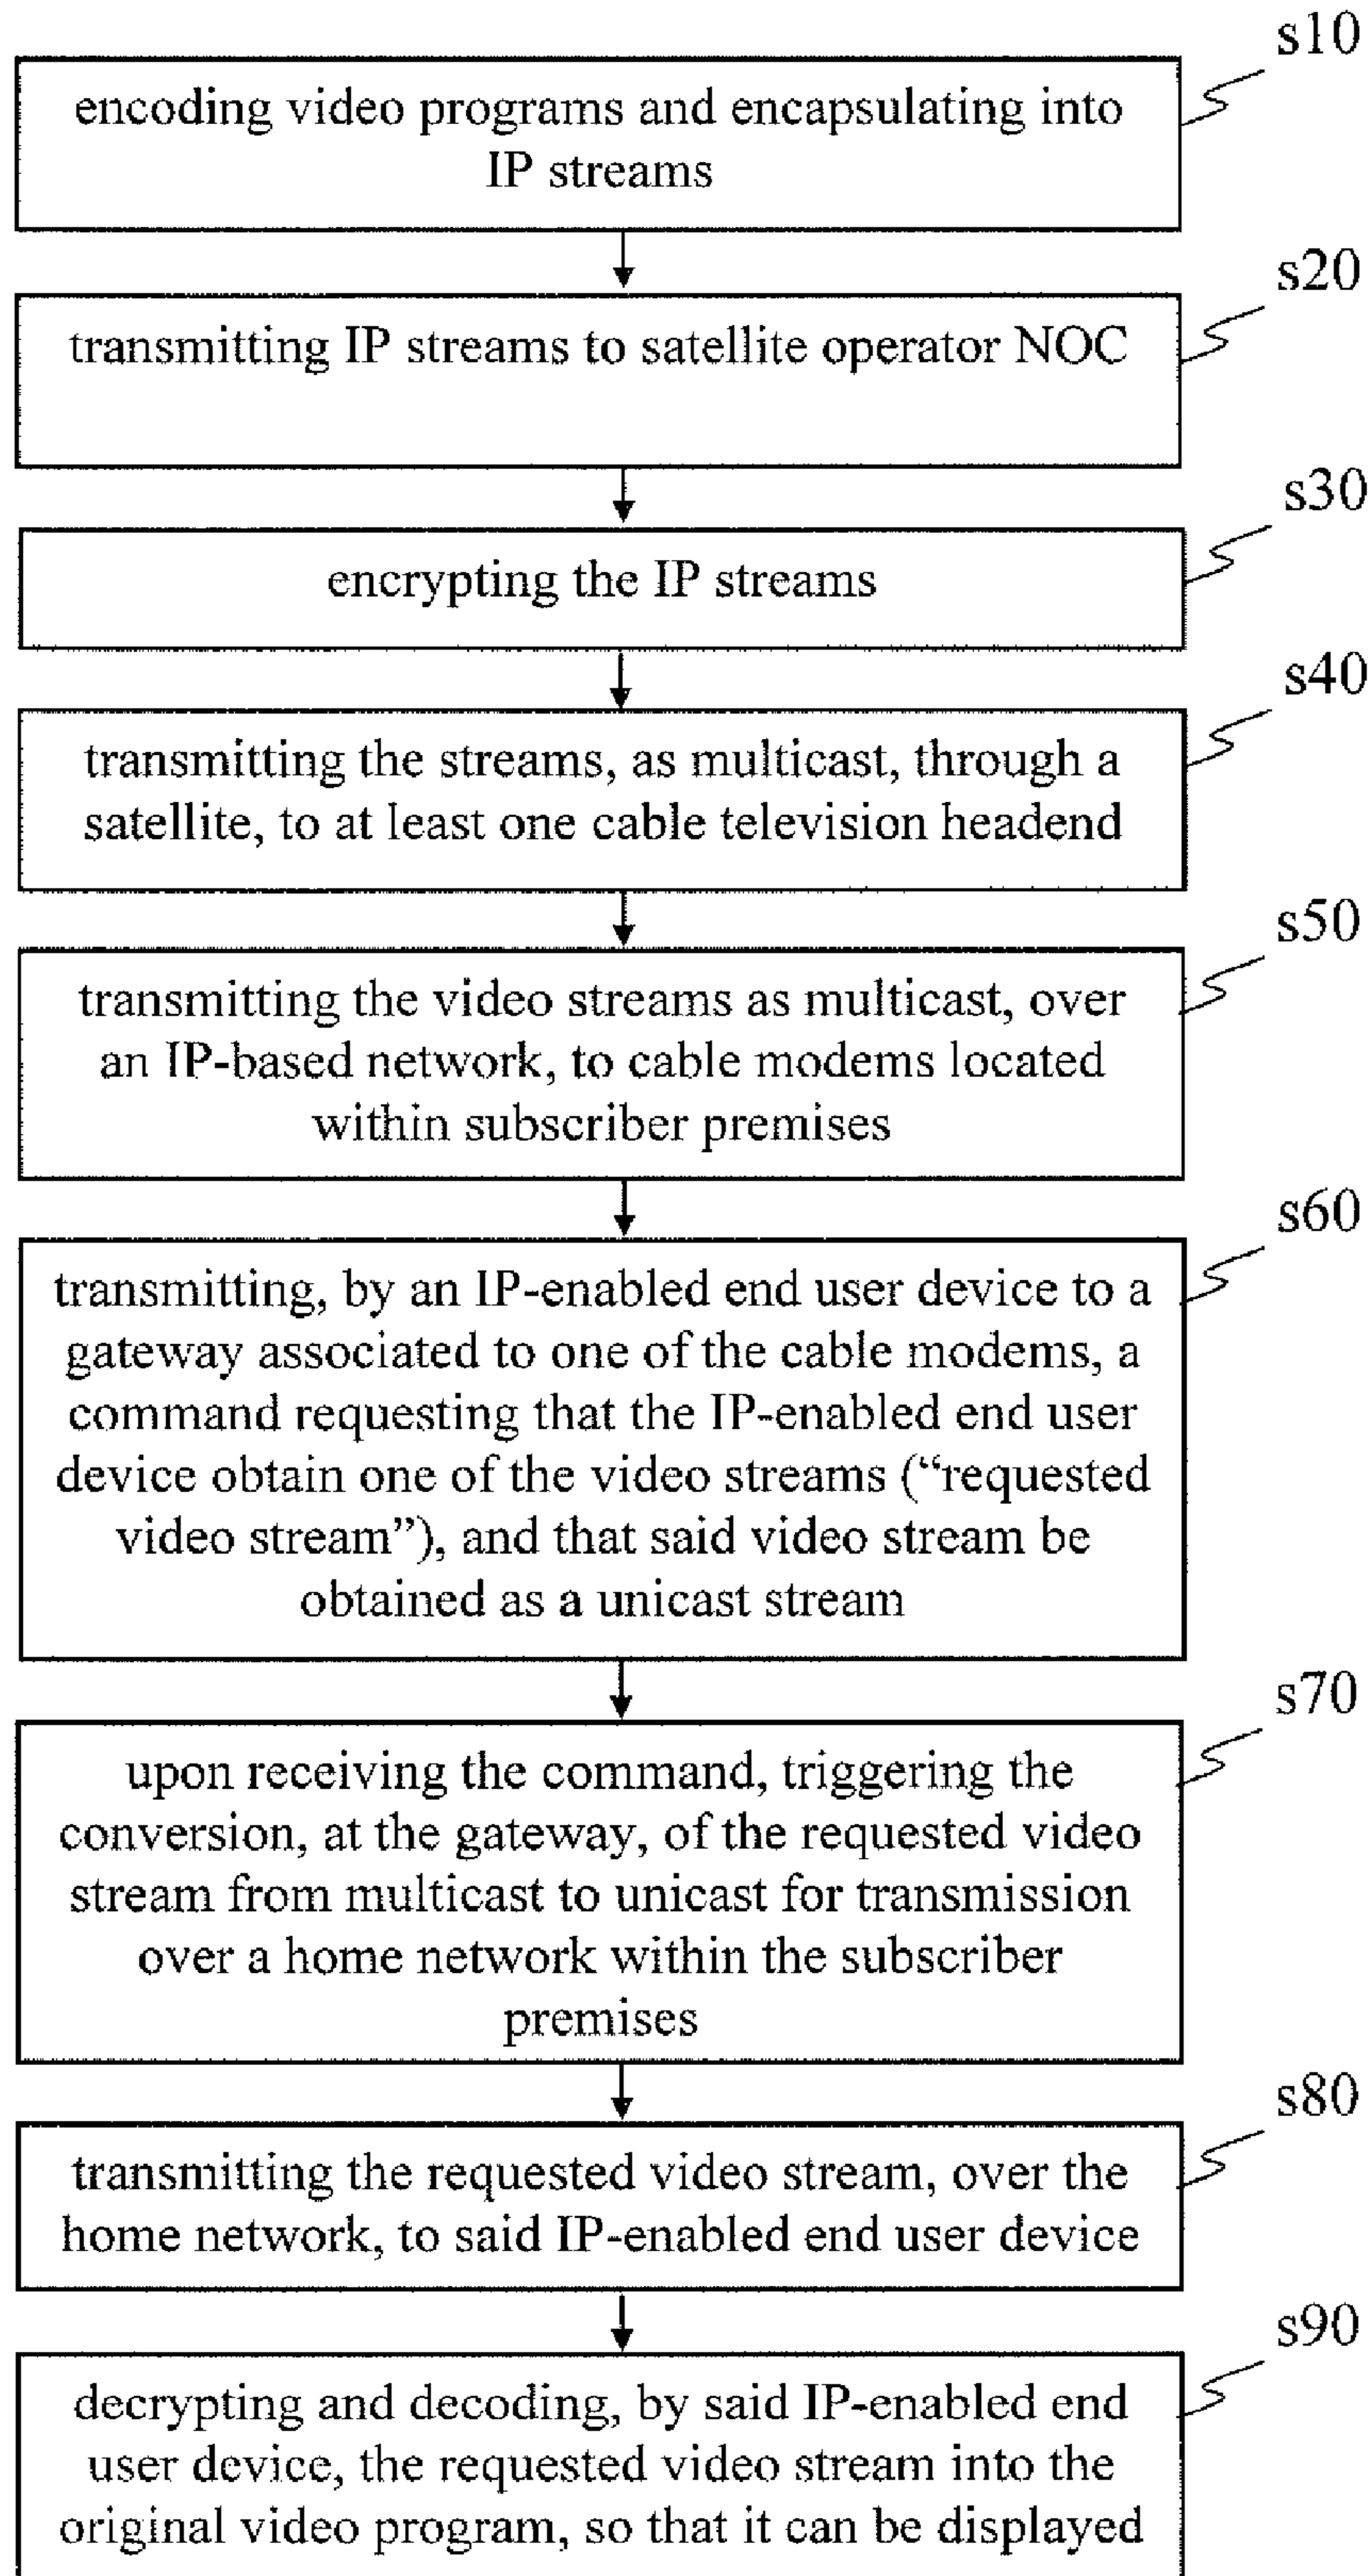 s10
encoding video programs and encapsulating into
IP streams
s20
transmitting IP streams to satellite operator NOC
s30
encrypting the IP streams
s40
transmitting the streams, as multicast, through a
satellite, to at least one cable television headend
s50
transmitting the video streams as multicast, over
an IP-based network, to cable modems located
within subscriber premises
s60
transmitting, by an IP-enabled end user device to a
gateway associated to one of the cable modems, a
command requesting that the IP-enabled end user
device obtain one of the video streams (“requested
video stream”), and that said video stream be
obtained as a unicast stream
s70
upon receiving the command, triggering the
conversion, at the gateway, of the requested video
stream from multicast to unicast for transmission
over a home network within the subscriber
premises
s80
transmitting the requested video stream, over the
home network, to said IP-enabled end user device
s90
decrypting and decoding, by said IP-enabled end
user device, the requested video stream into the
original video program, so that it can be displayed